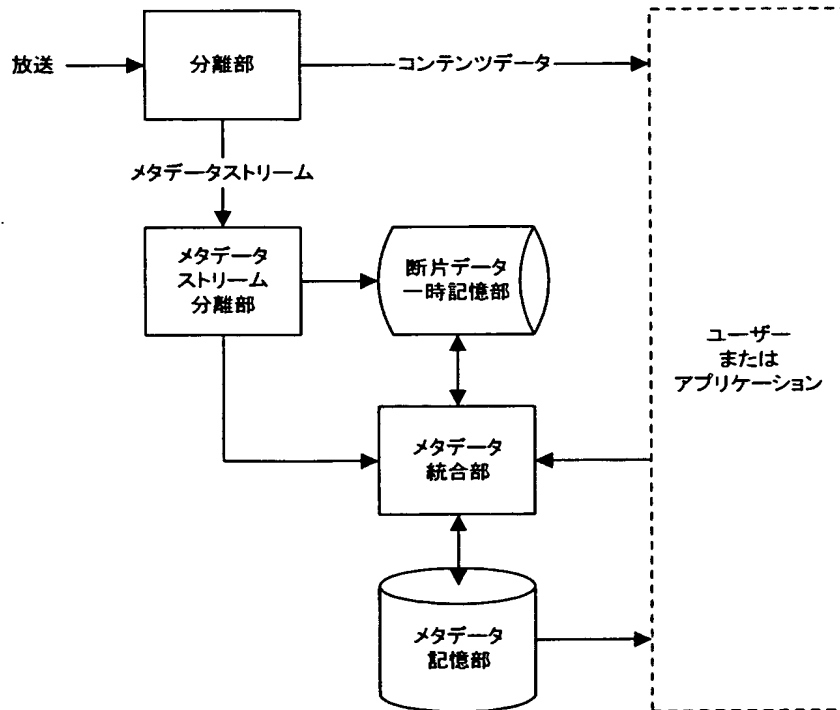 放送
分離部
コンテンツデータ
メタデータストリーム
メタデータ
ストリーム
分離部
断片データ
一時記憶部
ユーザー
または
アプリケーション
メタデータ
統合部
メタデータ
記憶部